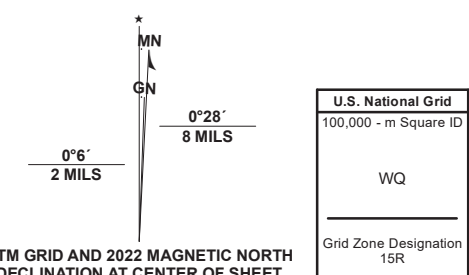 ★
MN
GN
0°28´
8 MILS
0°6´
2 MILS
TM GRID AND 2022 MAGNETIC NORTH
DECLINATION AT CENTER OF SHEET
U.S. National Grid
100,000 - m Square ID
WQ
Grid Zone Designation
15R